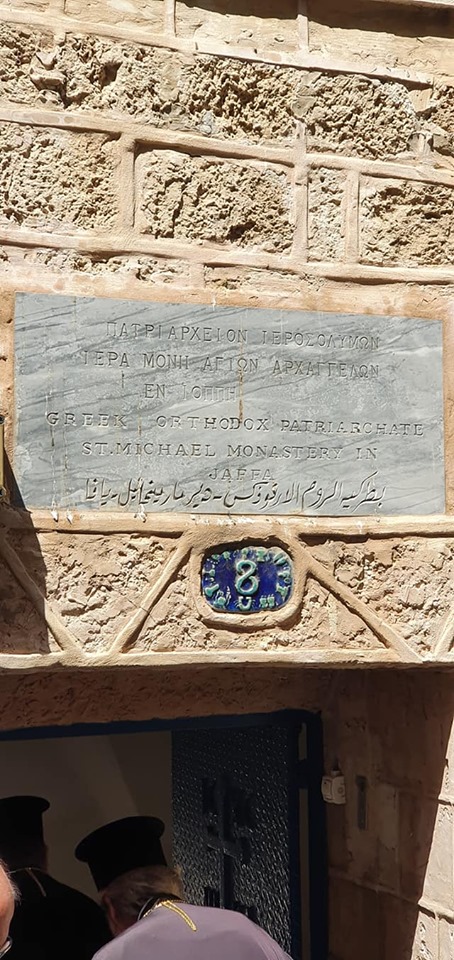 ΠΑΤΡΙΑΡΧΕΙΟΝ ΙΕΡΟΣΟΛΥΜΩΝ
ΙΕΡΑ ΜΟΝΗ ΑΓΙΩΝ ΑΡΧΑΓΓΕΛΩΝ
ΕΝ ΙΟΠΠΗ
GREEK ORTHODOX PATRIARCHATE
ST.MICHAEL MONASTERY IN
JAFFA
بطركية الروم الارثوذكس - دير مار ميخائيل - يافا
8